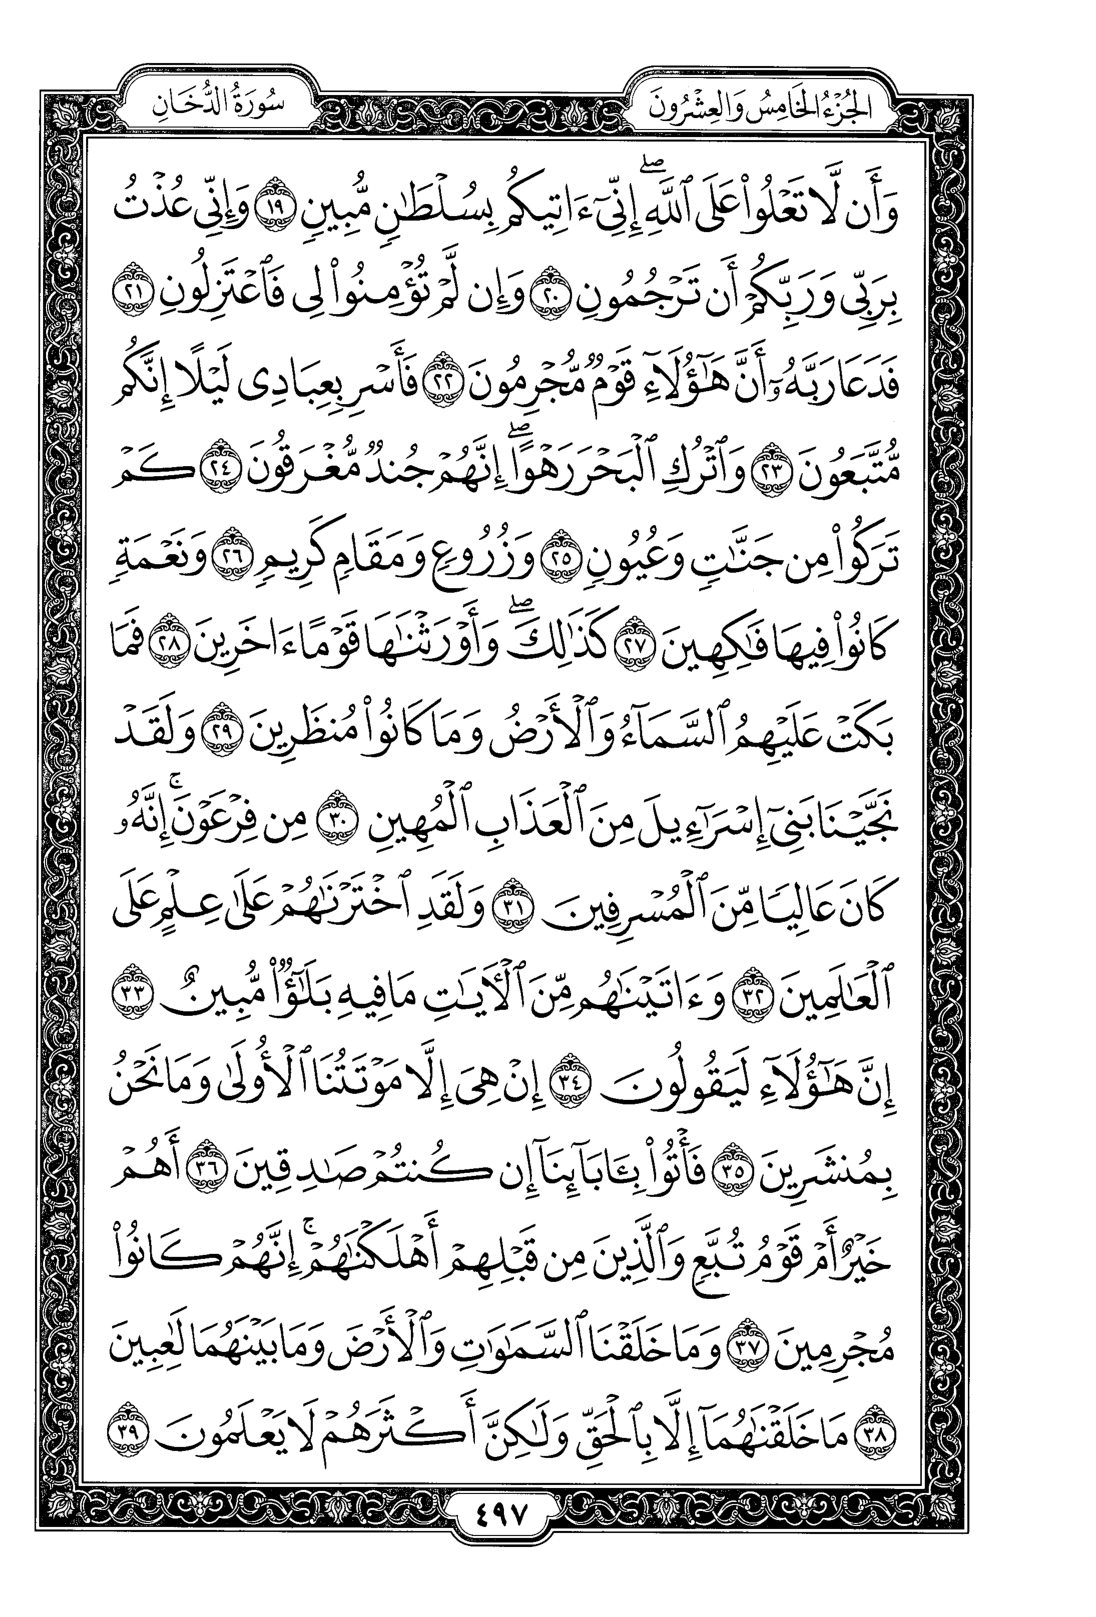 الجُزْءُ الخَامِسُ وَالعِشْرُونَ
سُورَةُ الدُّخَانِ
وَأَن لَّا تَعْلُوا۟ عَلَى ٱللَّهِ ۖ إِنِّىٓ ءَاتِيكُم بِسُلْطَـٰنٍ مُّبِينٍ ١٩ وَإِنِّى عُذْتُ
بِرَبِّى وَرَبِّكُمْ أَن تَرْجُمُونِ ٢٠ وَإِن لَّمْ تُؤْمِنُوا۟ لِى فَٱعْتَزِلُونِ ٢١
فَدَعَا رَبَّهُۥٓ أَنَّ هَـٰٓؤُلَآءِ قَوْمٌ مُّجْرِمُونَ ٢٢ فَأَسْرِ بِعِبَادِى لَيْلًا إِنَّكُم
مُّتَّبَعُونَ ٢٣ وَٱتْرُكِ ٱلْبَحْرَ رَهْوًا ۖ إِنَّهُمْ جُندٌ مُّغْرَقُونَ ٢٤ كَمْ
تَرَكُوا۟ مِن جَنَّـٰتٍ وَعُيُونٍ ٢٥ وَزُرُوعٍ وَمَقَامٍ كَرِيمٍ ٢٦ وَنَعْمَةٍ
كَانُوا۟ فِيهَا فَـٰكِهِينَ ٢٧ كَذَٰلِكَ ۖ وَأَوْرَثْنَـٰهَا قَوْمًا ءَاخَرِينَ ٢٨ فَمَا
بَكَتْ عَلَيْهِمُ ٱلسَّمَآءُ وَٱلْأَرْضُ وَمَا كَانُوا۟ مُنظَرِينَ ٢٩ وَلَقَدْ
نَجَّيْنَا بَنِىٓ إِسْرَٰٓءِيلَ مِنَ ٱلْعَذَابِ ٱلْمُهِينِ ٣٠ مِن فِرْعَوْنَ ۚ إِنَّهُۥ
كَانَ عَالِيًا مِّنَ ٱلْمُسْرِفِينَ ٣١ وَلَقَدِ ٱخْتَرْنَـٰهُمْ عَلَىٰ عِلْمٍ عَلَى
ٱلْعَـٰلَمِينَ ٣٢ وَءَاتَيْنَـٰهُم مِّنَ ٱلْـَٔايَـٰتِ مَا فِيهِ بَلَـٰٓؤٌا۟ مُّبِينٌ ٣٣
إِنَّ هَـٰٓؤُلَآءِ لَيَقُولُونَ ٣٤ إِنْ هِىَ إِلَّا مَوْتَتُنَا ٱلْأُولَىٰ وَمَا نَحْنُ
بِمُنشَرِينَ ٣٥ فَأْتُوا۟ بِـَٔابَآئِنَآ إِن كُنتُمْ صَـٰدِقِينَ ٣٦ أَهُمْ
خَيْرٌ أَمْ قَوْمُ تُبَّعٍ وَٱلَّذِينَ مِن قَبْلِهِمْ أَهْلَكْنَـٰهُمْ ۚ إِنَّهُمْ كَانُوا۟
مُجْرِمِينَ ٣٧ وَمَا خَلَقْنَا ٱلسَّمَـٰوَٰتِ وَٱلْأَرْضَ وَمَا بَيْنَهُمَا لَـٰعِبِينَ
٣٨ مَا خَلَقْنَـٰهُمَآ إِلَّا بِٱلْحَقِّ وَلَـٰكِنَّ أَكْثَرَهُمْ لَا يَعْلَمُونَ ٣٩
٤٩٧